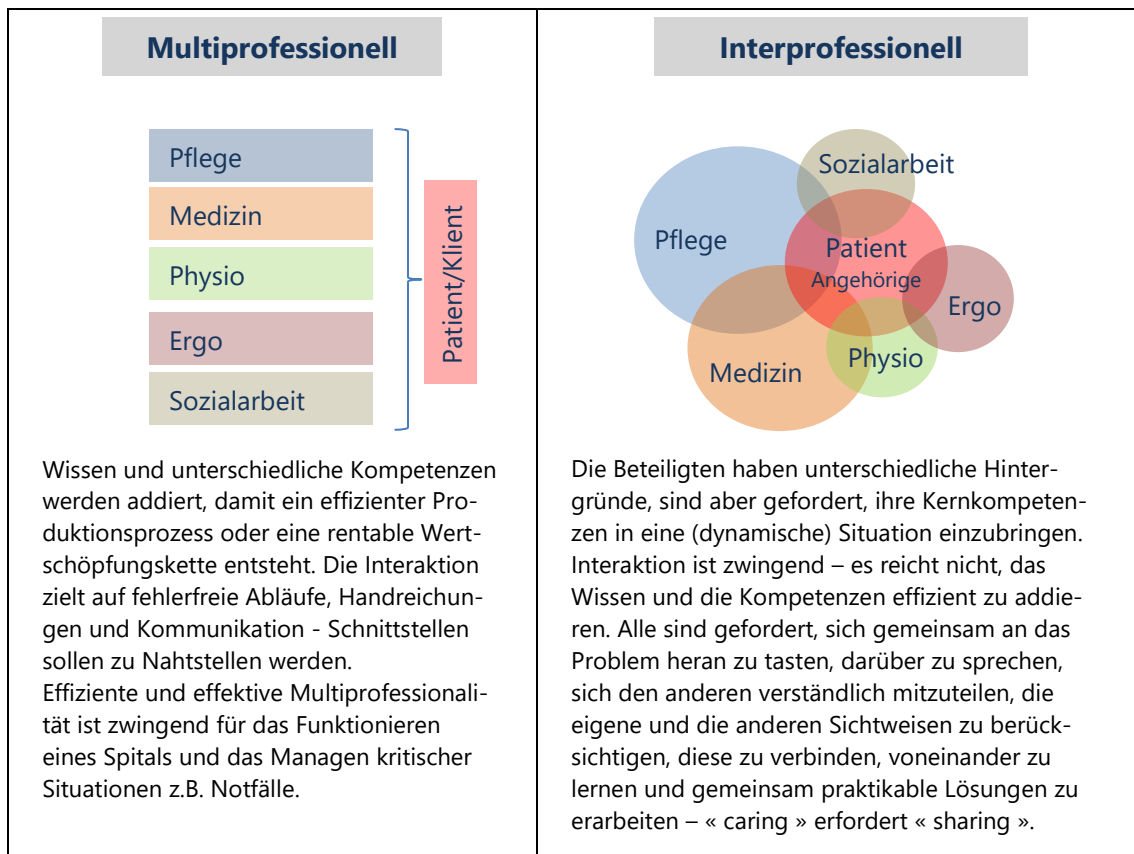 Multiprofessionell
Pflege
Medizin
Physio
Ergo
Sozialarbeit
Patient/Klient
Wissen und unterschiedliche Kompetenzen
werden addiert, damit ein effizienter Pro-
duktionsprozess oder eine rentable Wert-
schöpfungskette entsteht. Die Interaktion
zielt auf fehlerfreie Abläufe, Handreichun-
gen und Kommunikation - Schnittstellen
sollen zu Nahtstellen werden.
Effiziente und effektive Multiprofessionali-
tät ist zwingend für das Funktionieren
eines Spitals und das Managen kritischer
Situationen z.B. Notfälle.
Interprofessionell
Sozialarbeit
Pflege
Patient
Angehörige
Ergo
Physio
Medizin
Die Beteiligten haben unterschiedliche Hinter-
gründe, sind aber gefordert, ihre Kernkompeten-
zen in eine (dynamische) Situation einzubringen.
Interaktion ist zwingend – es reicht nicht, das
Wissen und die Kompetenzen effizient zu addie-
ren. Alle sind gefordert, sich gemeinsam an das
Problem heran zu tasten, darüber zu sprechen,
sich den anderen verständlich mitzuteilen, die
eigene und die anderen Sichtweisen zu berück-
sichtigen, diese zu verbinden, voneinander zu
lernen und gemeinsam praktikable Lösungen zu
erarbeiten – « caring » erfordert « sharing ».